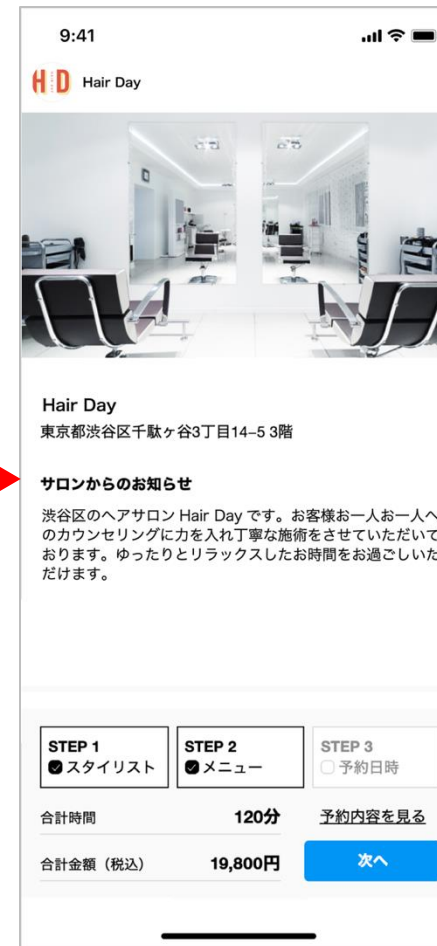 9:41
HD Hair Day
Hair Day
東京都渋谷区千駄ヶ谷3丁目14–5 3階
サロンからのお知らせ
渋谷区のヘアサロン Hair Day です。お客様お一人お一人へ
のカウンセリングに力を入れ丁寧な施術をさせていただいて
おります。ゆったりとリラックスしたお時間をお過ごしいた
だけます。
STEP 1 STEP 2 STEP 3
スタイリスト メニュー 予約日時
合計時間 120分 予約内容を見る
合計金額（税込） 19,800円 次へ